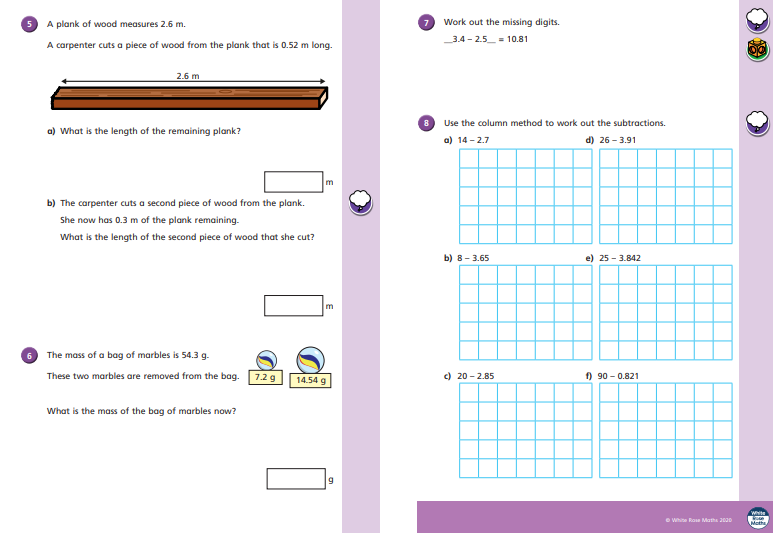 5 A plank of wood measures 2.6 m.
A carpenter cuts a piece of wood from the plank that is 0.52 m long.
2.6 m
a) What is the length of the remaining plank?
m
b) The carpenter cuts a second piece of wood from the plank.
She now has 0.3 m of the plank remaining.
What is the length of the second piece of wood that she cut?
m
6 The mass of a bag of marbles is 54.3 g.
These two marbles are removed from the bag.
7.2 g
14.54 g
What is the mass of the bag of marbles now?
g
7 Work out the missing digits.
__3.4 – 2.5__ = 10.81
8 Use the column method to work out the subtractions.
a) 14 – 2.7
d) 26 – 3.91
b) 8 – 3.65
e) 25 – 3.842
c) 20 – 2.85
f) 90 – 0.821
© White Rose Maths 2020
White
Rose
Maths